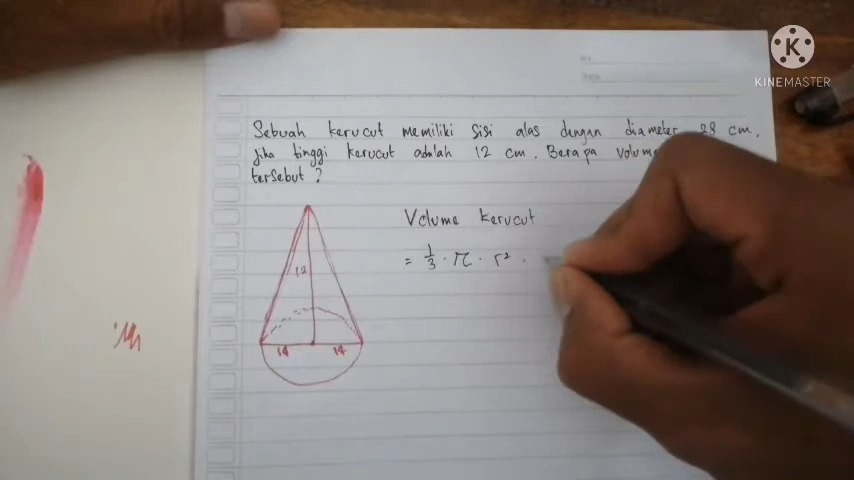 K
KINEMASTER
Sebuah kerucut memiliki sisi alas dengan diameter 28 cm.
Jika tinggi kerucut adalah 12 cm. Berapa volume
tersebut ?
Volume kerucut
= 1/3 · π · r² ·
12
14 14